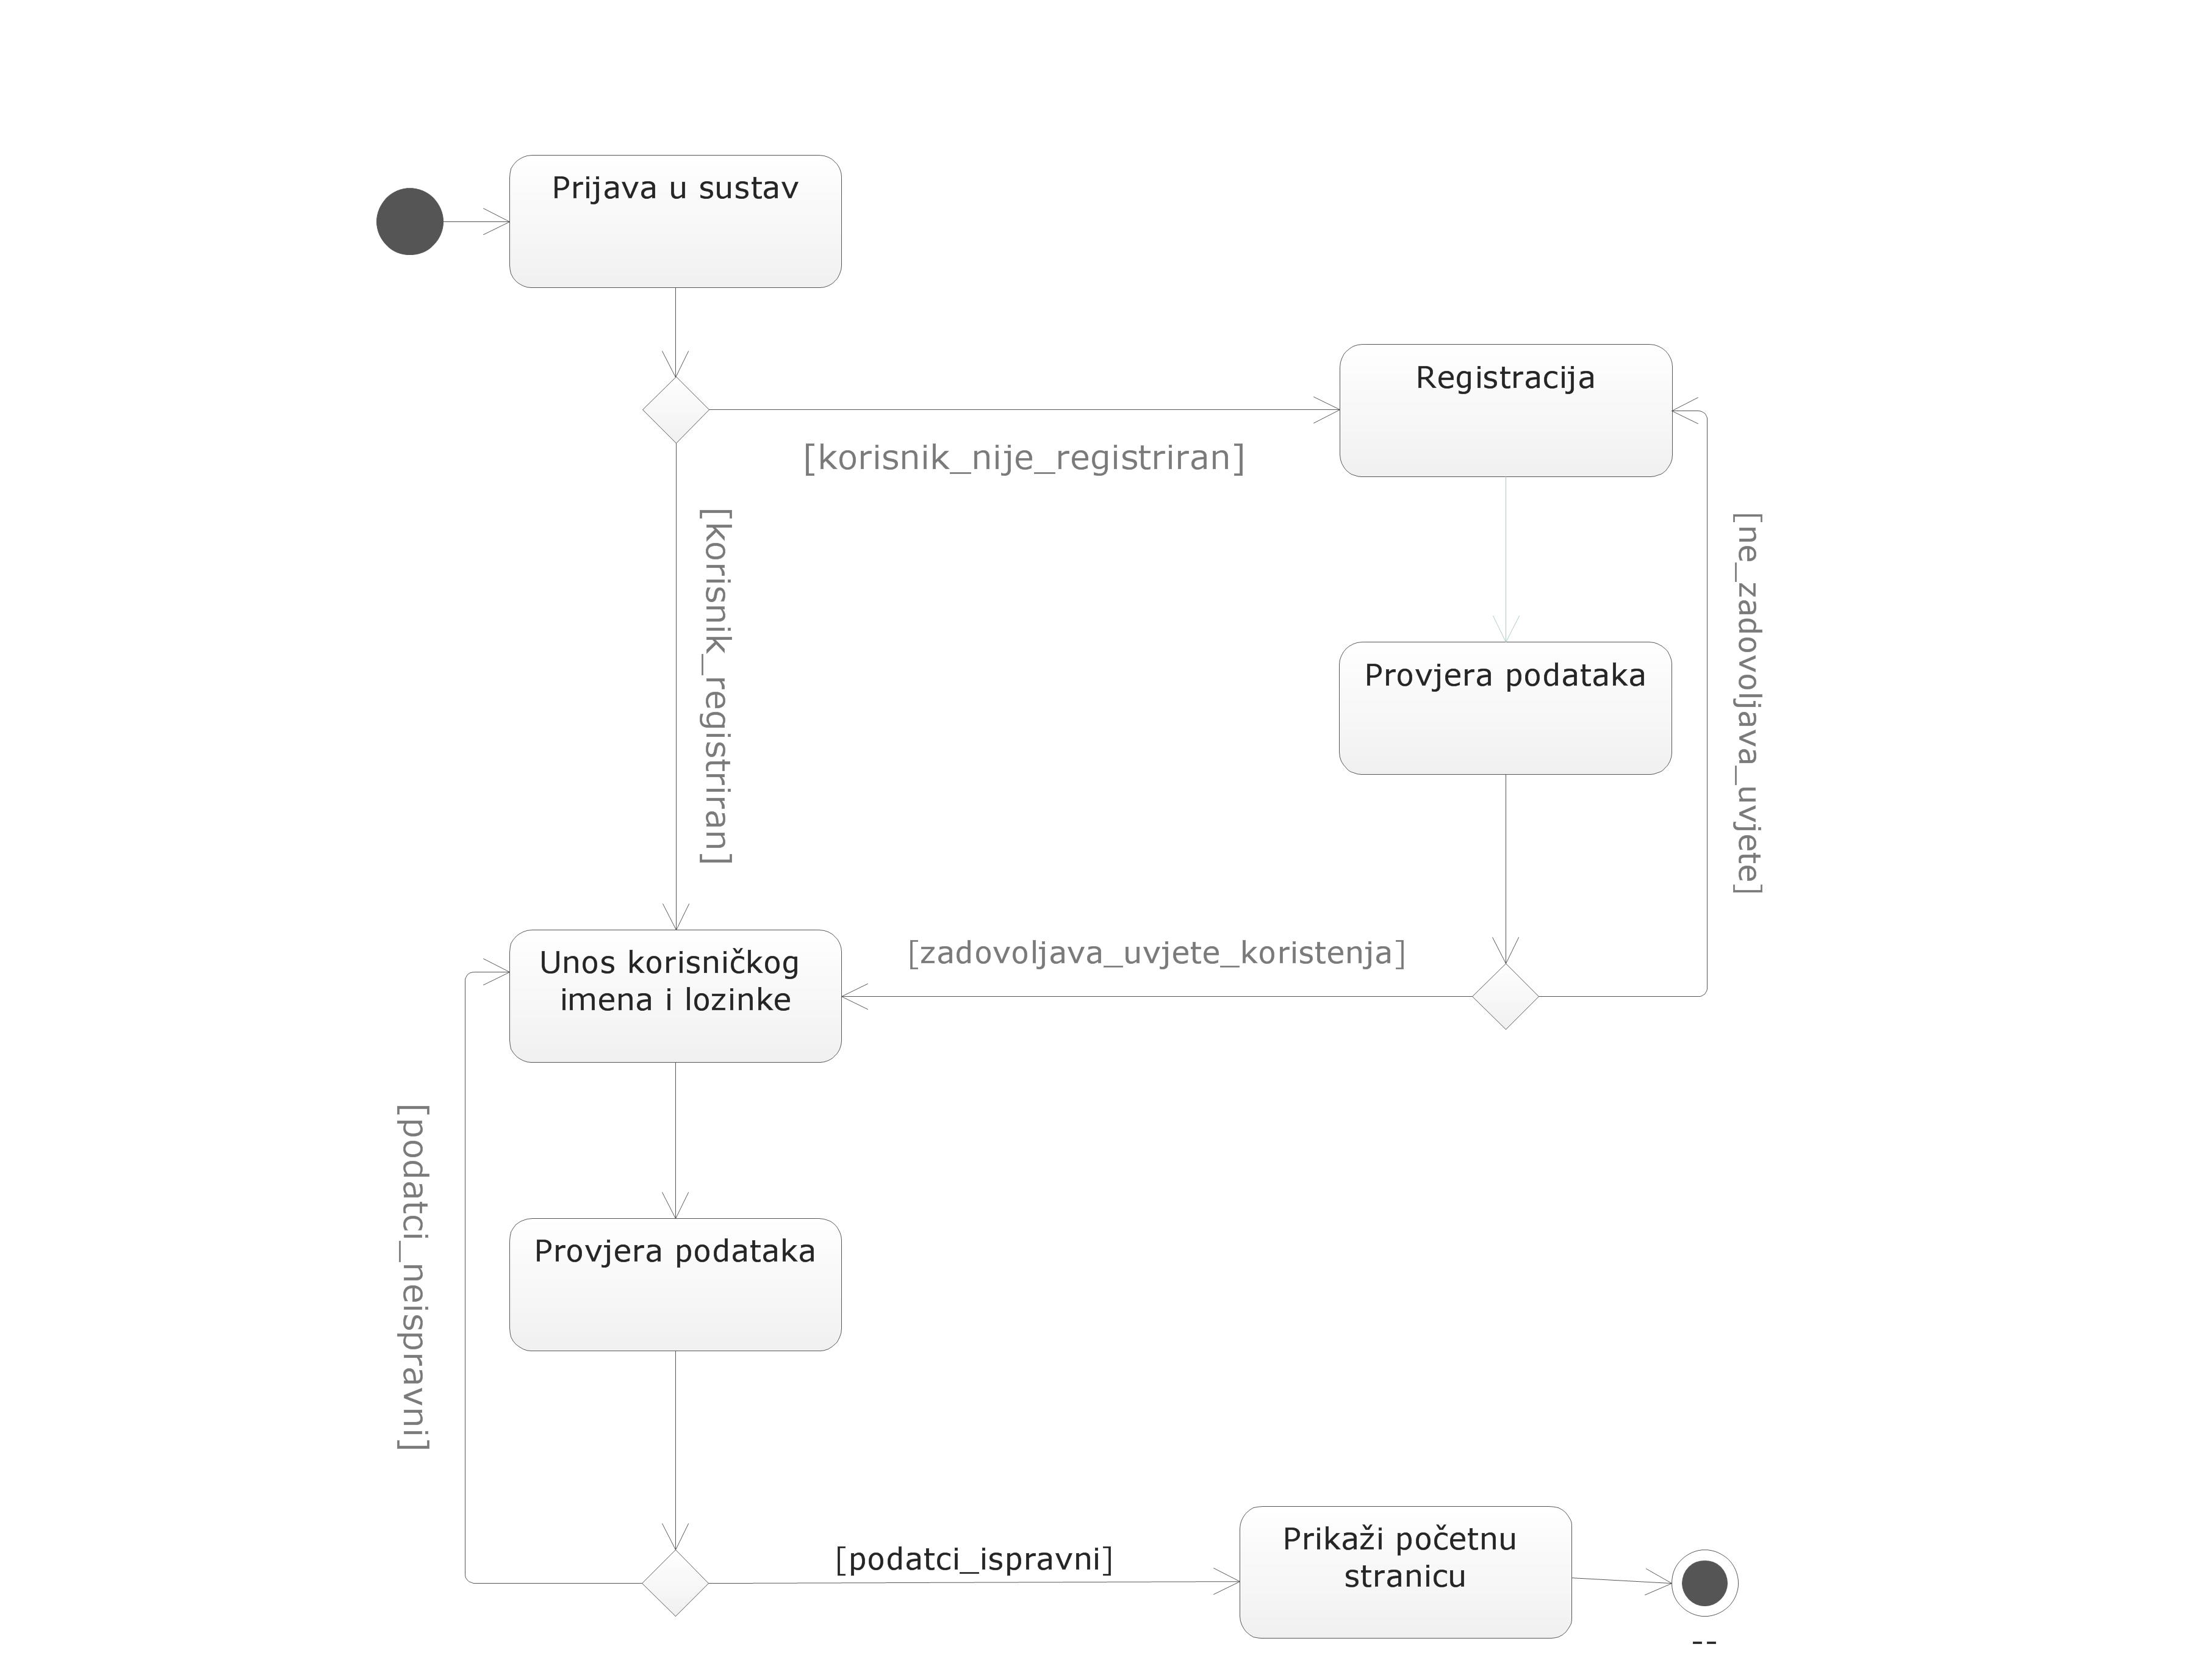 Prijava u sustav
Registracija
[korisnik_nije_registriran]
[korisnik_registriran]
[ne_zadovoljava_uvjete]
Provjera podataka
[zadovoljava_uvjete_koristenja]
Unos korisničkog
imena i lozinke
[podatci_neispravni]
Provjera podataka
[podatci_ispravni]
Prikaži početnu
stranicu
--